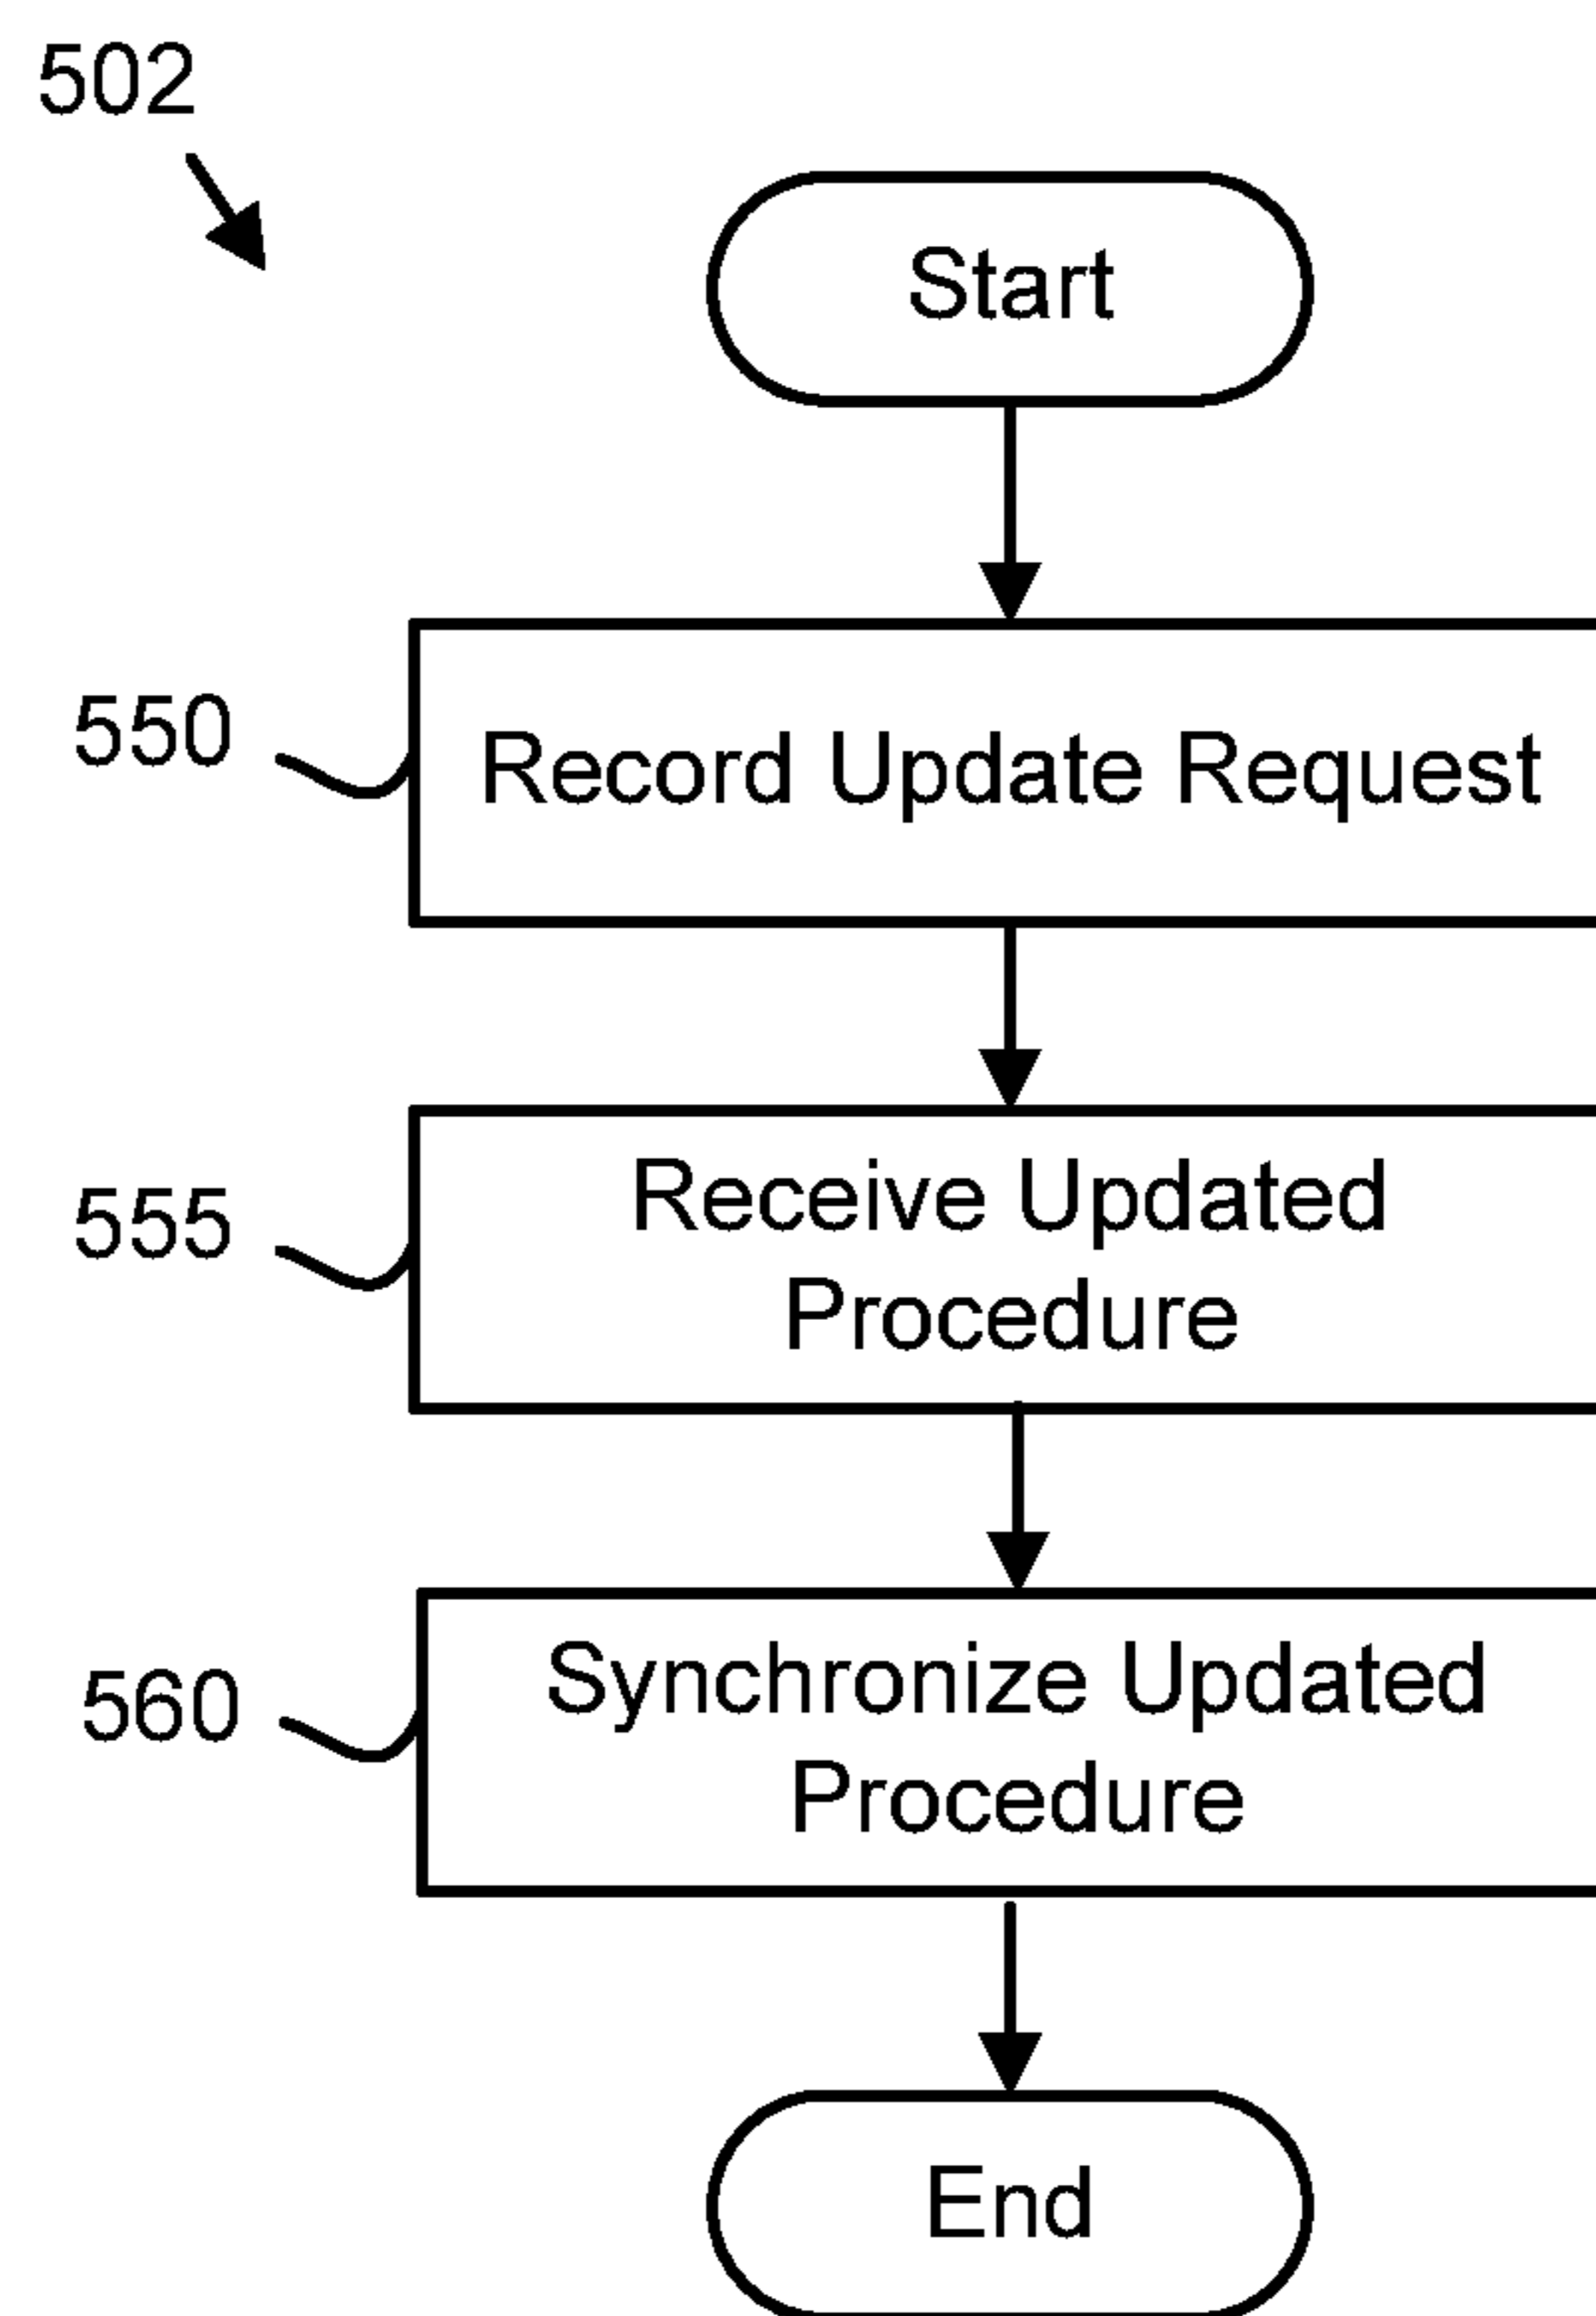 502
Start
550
Record Update Request
555
Receive Updated
Procedure
560
Synchronize Updated
Procedure
End